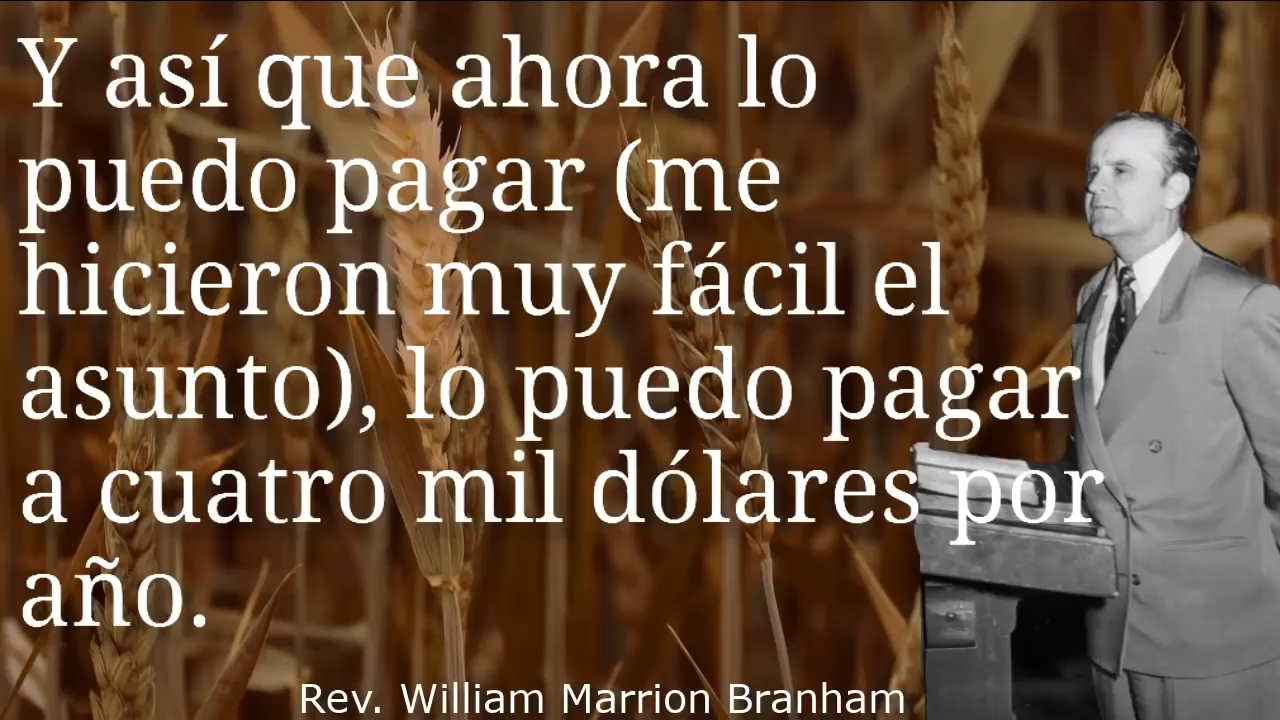 Y así que ahora lo
puedo pagar (me
hicieron muy fácil el
asunto), lo puedo pagar
a cuatro mil dólares por
año.
Rev. William Marrion Branham